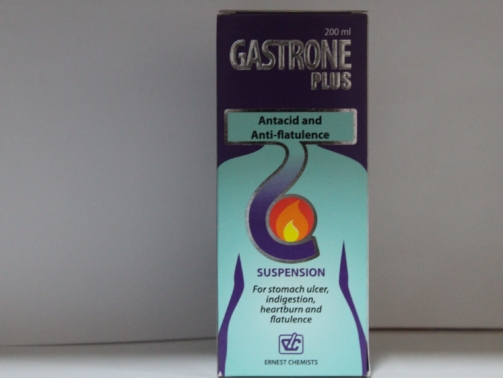 200 ml
GASTRONE
PLUS
Antacid and
Anti-flatulence
SUSPENSION
For stomach ulcer,
indigestion,
heartburn and
flatulence
ERNEST CHEMISTS